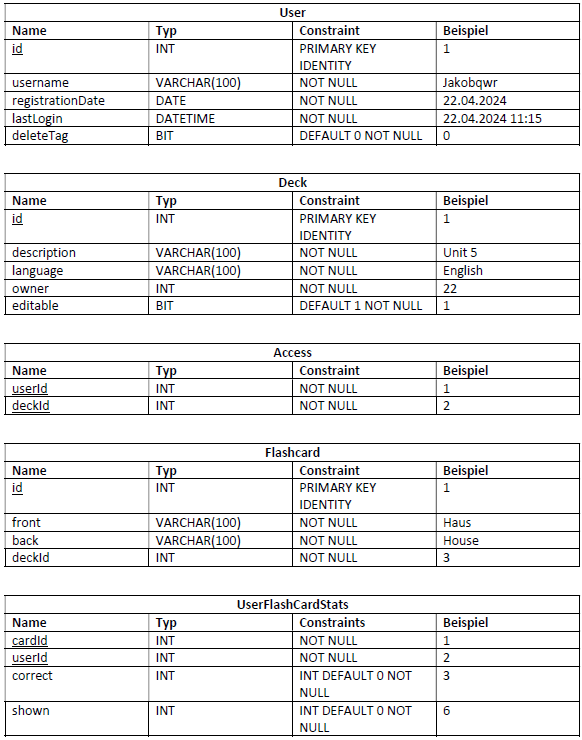 User
Name Typ Constraint Beispiel
id INT PRIMARY KEY 1
IDENTITY
username VARCHAR(100) NOT NULL Jakobqwr
registrationDate DATE NOT NULL 22.04.2024
lastLogin DATETIME NOT NULL 22.04.2024 11:15
deleteTag BIT DEFAULT 0 NOT NULL 0
Deck
Name Typ Constraint Beispiel
id INT PRIMARY KEY 1
IDENTITY
description VARCHAR(100) NOT NULL Unit 5
language VARCHAR(100) NOT NULL English
owner INT NOT NULL 22
editable BIT DEFAULT 1 NOT NULL 1
Access
Name Typ Constraint Beispiel
userId INT NOT NULL 1
deckId INT NOT NULL 2
Flashcard
Name Typ Constraint Beispiel
id INT PRIMARY KEY 1
IDENTITY
front VARCHAR(100) NOT NULL Haus
back VARCHAR(100) NOT NULL House
deckId INT NOT NULL 3
UserFlashCardStats
Name Typ Constraints Beispiel
cardId INT NOT NULL 1
userId INT NOT NULL 2
correct INT INT DEFAULT 0 NOT 3
NULL
shown INT INT DEFAULT 0 NOT 6
NULL